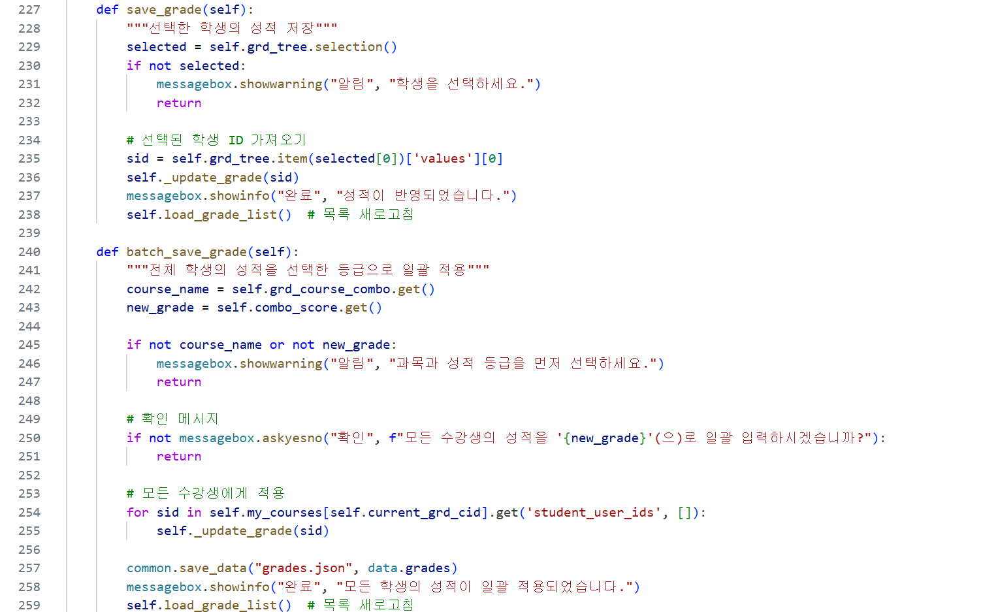 227 def save_grade(self):
228 """선택한 학생의 성적 저장"""
229 selected = self.grd_tree.selection()
230 if not selected:
231 messagebox.showwarning("알림", "학생을 선택하세요.")
232 return
233
234 # 선택된 학생 ID 가져오기
235 sid = self.grd_tree.item(selected[0])['values'][0]
236 self._update_grade(sid)
237 messagebox.showinfo("완료", "성적이 반영되었습니다.")
238 self.load_grade_list()  # 목록 새로고침
239
240 def batch_save_grade(self):
241 """전체 학생의 성적을 선택한 등급으로 일괄 적용"""
242 course_name = self.grd_course_combo.get()
243 new_grade = self.combo_score.get()
244
245 if not course_name or not new_grade:
246 messagebox.showwarning("알림", "과목과 성적 등급을 먼저 선택하세요.")
247 return
248
249 # 확인 메시지
250 if not messagebox.askyesno("확인", f"모든 수강생의 성적을 '{new_grade}'(으)로 일괄 입력하시겠습니까?"):
251 return
252
253 # 모든 수강생에게 적용
254 for sid in self.my_courses[self.current_grd_cid].get('student_user_ids', []):
255 self._update_grade(sid)
256
257 common.save_data("grades.json", data.grades)
258 messagebox.showinfo("완료", "모든 학생의 성적이 일괄 적용되었습니다.")
259 self.load_grade_list()  # 목록 새로고침